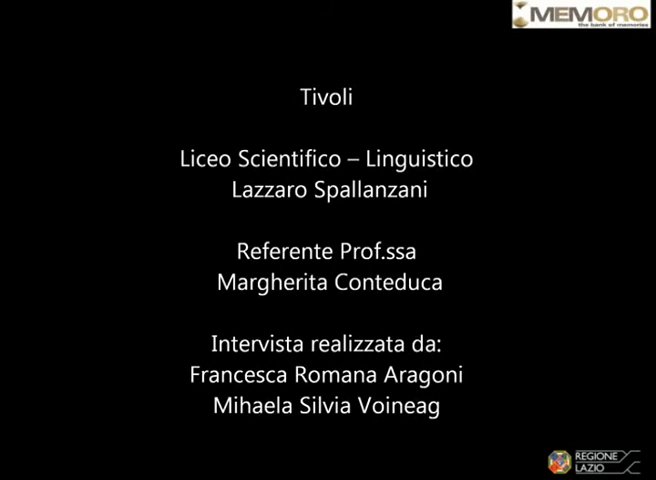 MEMORO
the bank of memories
Tivoli
Liceo Scientifico – Linguistico
Lazzaro Spallanzani
Referente Prof.ssa
Margherita Conteduca
Intervista realizzata da:
Francesca Romana Aragoni
Mihaela Silvia Voineag
REGIONE
LAZIO